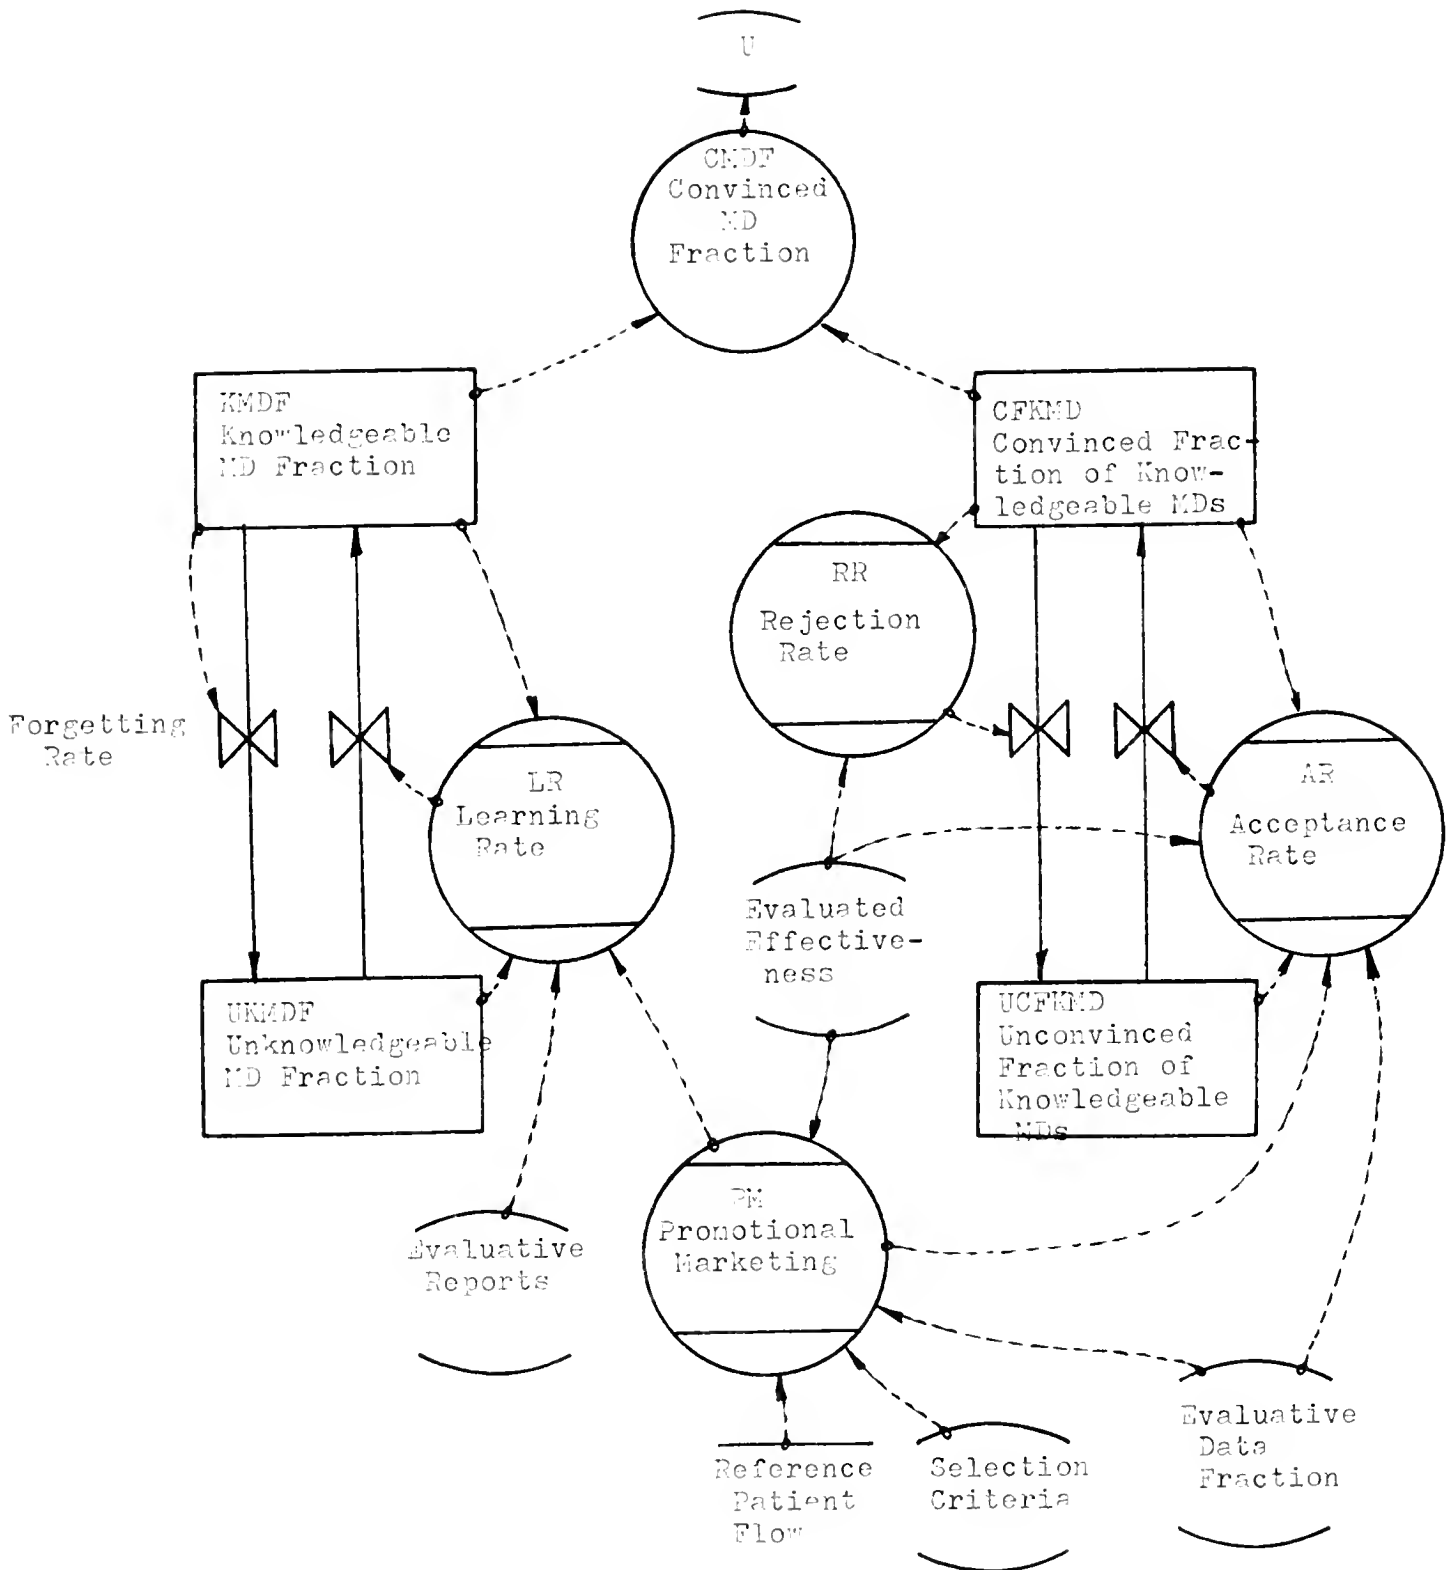 U
CMDF
Convinced
MD
Fraction
KMDF
Knowledgeable
MD Fraction
CFKMD
Convinced Frac-
tion of Know-
ledgeable MDs
RR
Rejection
Rate
Forgetting
Rate
LR
Learning
Rate
AR
Acceptance
Rate
Evaluated
Effective-
ness
UKMDF
Unknowledgeable
MD Fraction
UCFKMD
Unconvinced
Fraction of
Knowledgeable
MDs
PM
Promotional
Marketing
Evaluative
Reports
Evaluative
Data
Fraction
Reference
Patient
Flow
Selection
Criteria